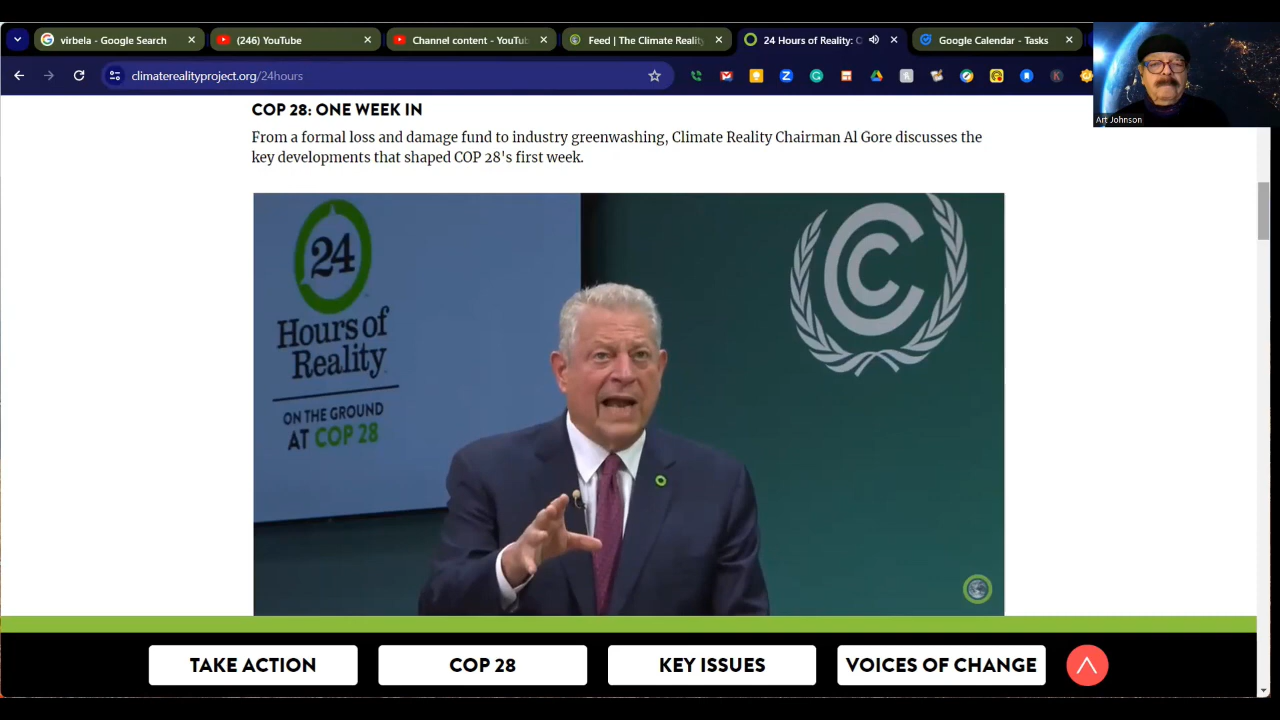 virbela - Google Search
(246) YouTube
Channel content - YouTub
Feed | The Climate Reality
24 Hours of Reality: C
Google Calendar - Tasks
climaterealityproject.org/24hours
Art Johnson
COP 28: ONE WEEK IN
From a formal loss and damage fund to industry greenwashing, Climate Reality Chairman Al Gore discusses the
key developments that shaped COP 28's first week.
24
Hours of
Reality
ON THE GROUND
AT COP 28
TAKE ACTION
COP 28
KEY ISSUES
VOICES OF CHANGE